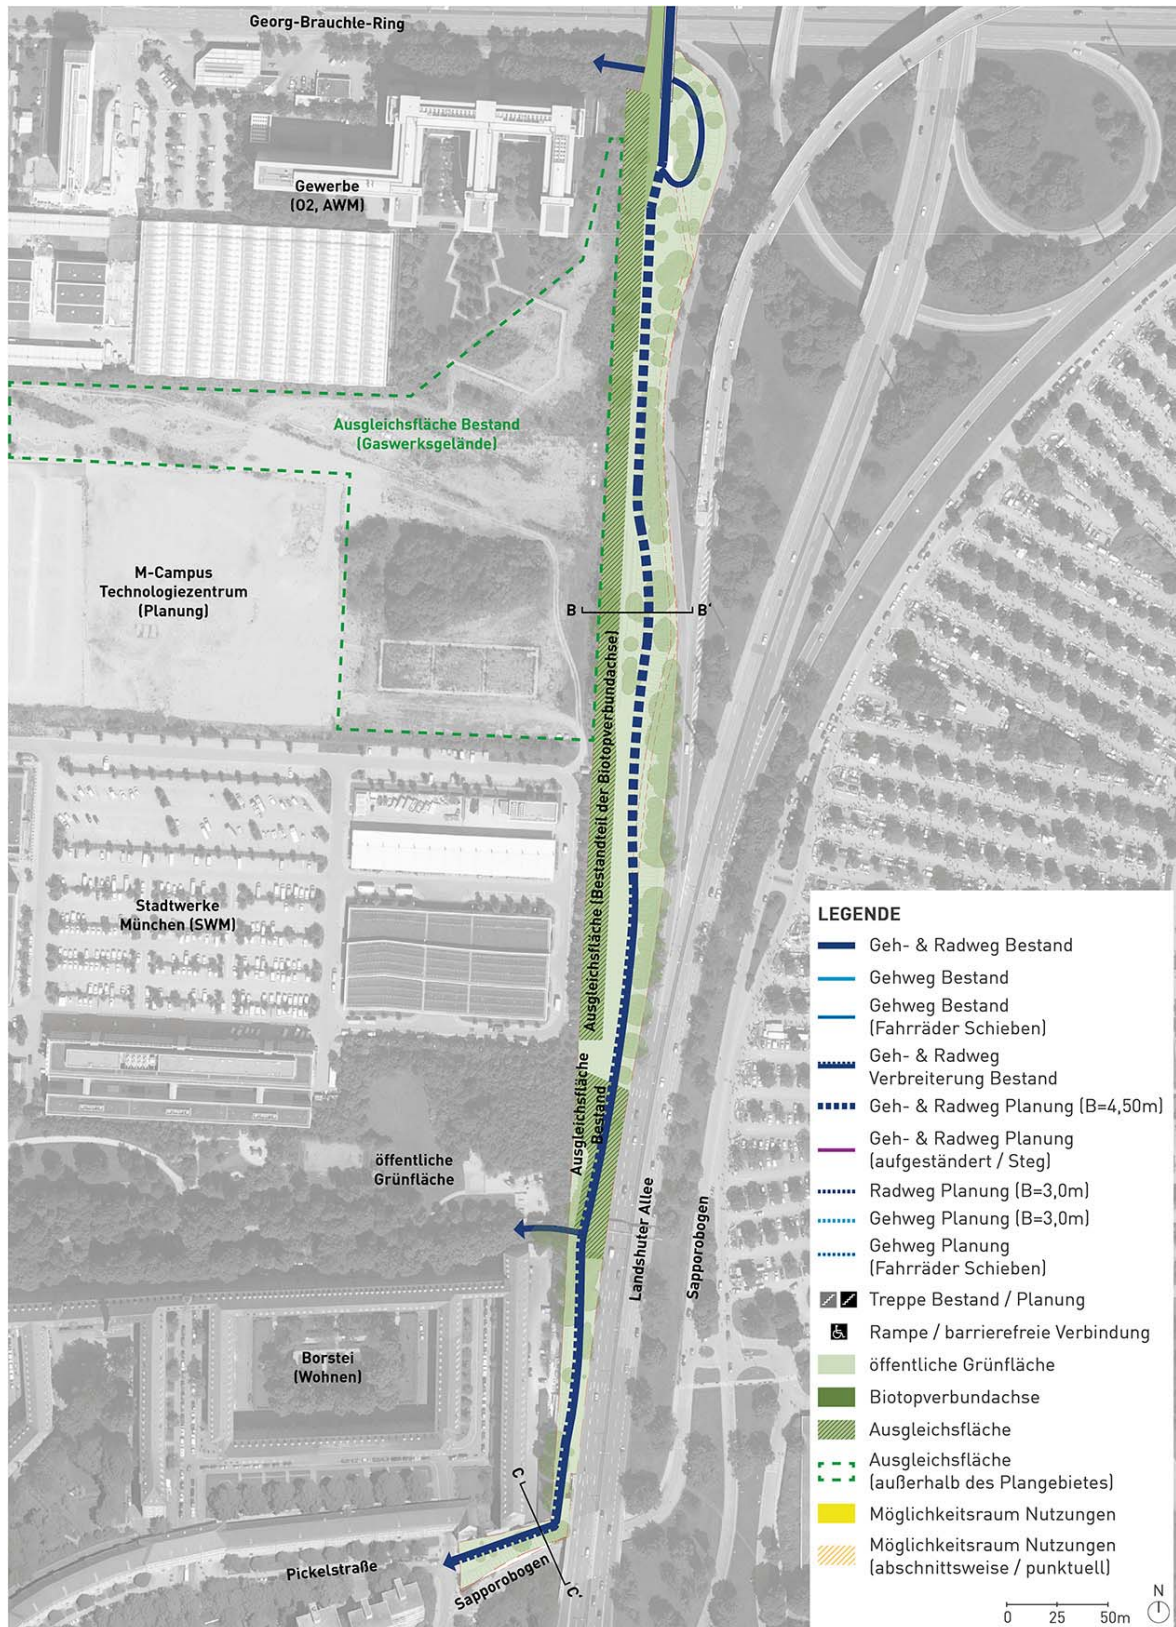 Georg-Brauchle-Ring
Gewerbe
(O2, AWM)
Ausgleichsfläche Bestand
(Gaswerksgelände)
M-Campus
Technologiezentrum
(Planung)
B
B'
Ausgleichsfläche (Bestandteil der Biotopverbundachse)
Stadtwerke
München (SWM)
Ausgleichsfläche
Bestand
öffentliche
Grünfläche
Landshuter Allee
Sapporobogen
Borstei
(Wohnen)
C
C'
Pickelstraße
Sapporobogen
LEGENDE
Geh- & Radweg Bestand
Gehweg Bestand
Gehweg Bestand
(Fahrräder Schieben)
Geh- & Radweg
Verbreiterung Bestand
Geh- & Radweg Planung (B=4,50m)
Geh- & Radweg Planung
(aufgeständert / Steg)
Radweg Planung (B=3,0m)
Gehweg Planung (B=3,0m)
Gehweg Planung
(Fahrräder Schieben)
Treppe Bestand / Planung
Rampe / barrierefreie Verbindung
öffentliche Grünfläche
Biotopverbundachse
Ausgleichsfläche
Ausgleichsfläche
(außerhalb des Plangebietes)
Möglichkeitsraum Nutzungen
Möglichkeitsraum Nutzungen
(abschnittsweise / punktuell)
N
0 25 50m